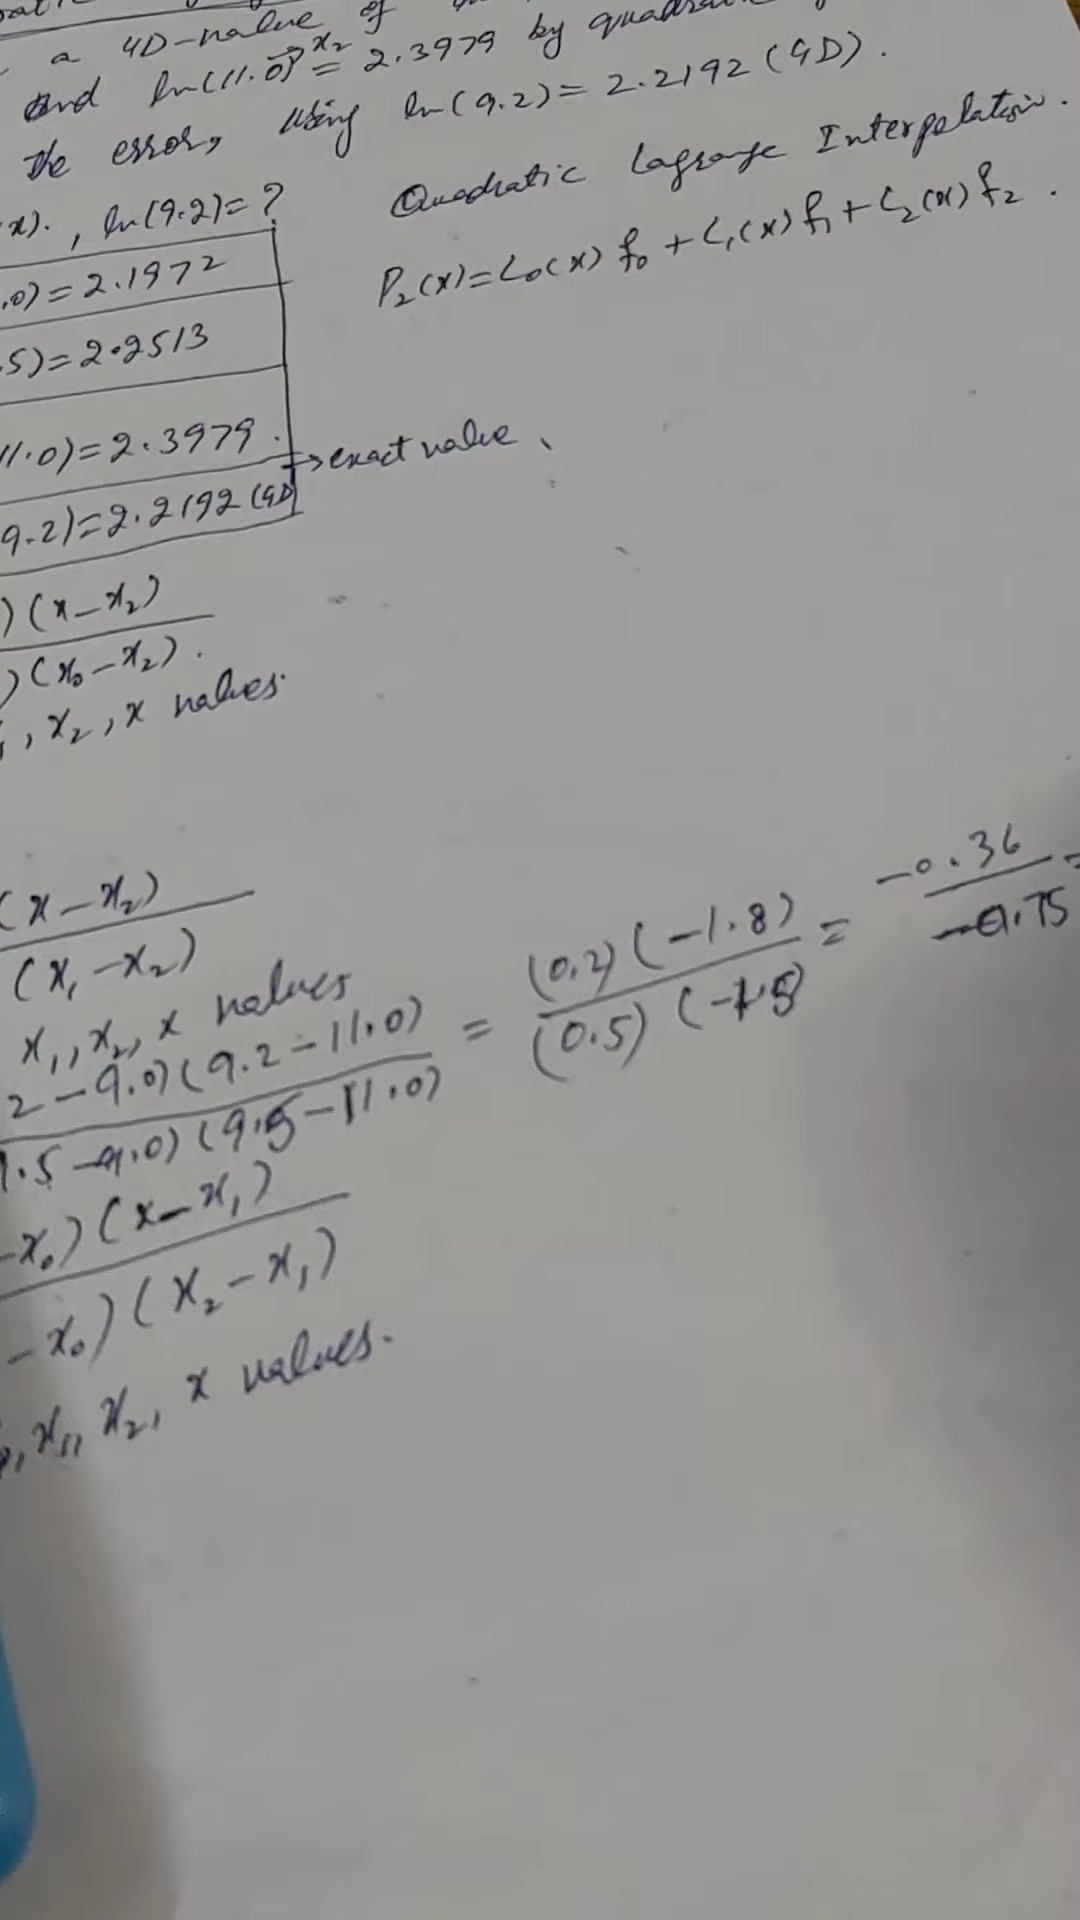 a 4D-value of
and ln(11.0) x₂ = 2.3979 by quadratic
the error, using ln(9.2) = 2.2192 (4D).
x). , ln(9.2) = ?
Quadratic Lagrange Interpolation.
.0) = 2.1972
P₂(x) = L₀(x) f₀ + L₁(x) f₁ + L₂(x) f₂ .
.5) = 2.2513
11.0) = 2.3979 .
→ exact value .
9.2) = 2.2192 (4D)
) (x – x₂)
) (x₀ – x₂) .
, x₂, x values.
(x – x₂)
(x₁ – x₂)
x₁, x₂, x values
2 – 9.0) (9.2 – 11.0) = (0.2) (–1.8) = –0.36 =
.5 – 9.0) (9.5 – 11.0) (0.5) (–1.5) –0.75
–x₀) (x – x₁)
– x₀) (x₂ – x₁)
, x₁, x₂, x values.